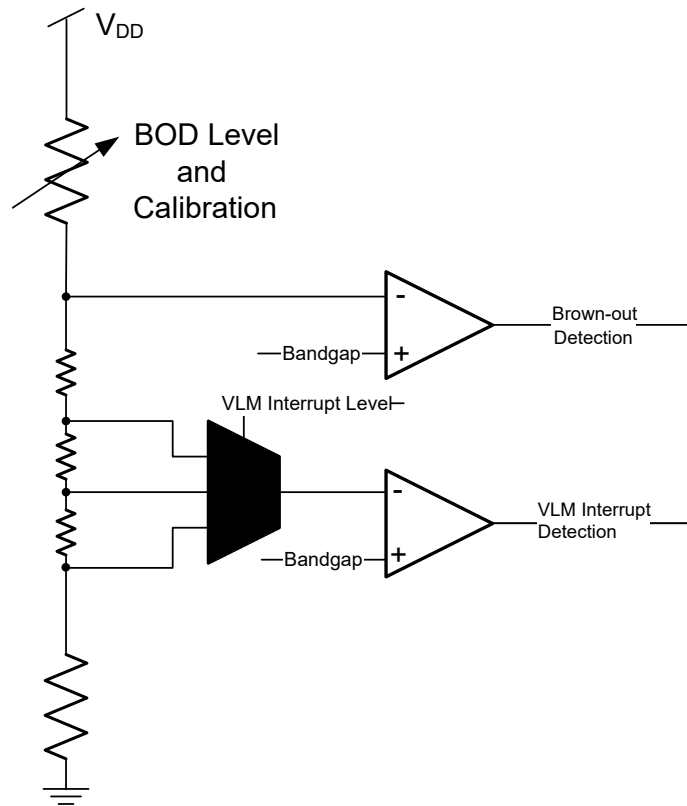 VDD
BOD Level
and
Calibration
-
Brown-out
Detection
Bandgap
+
VLM Interrupt Level
-
VLM Interrupt
Detection
Bandgap
+